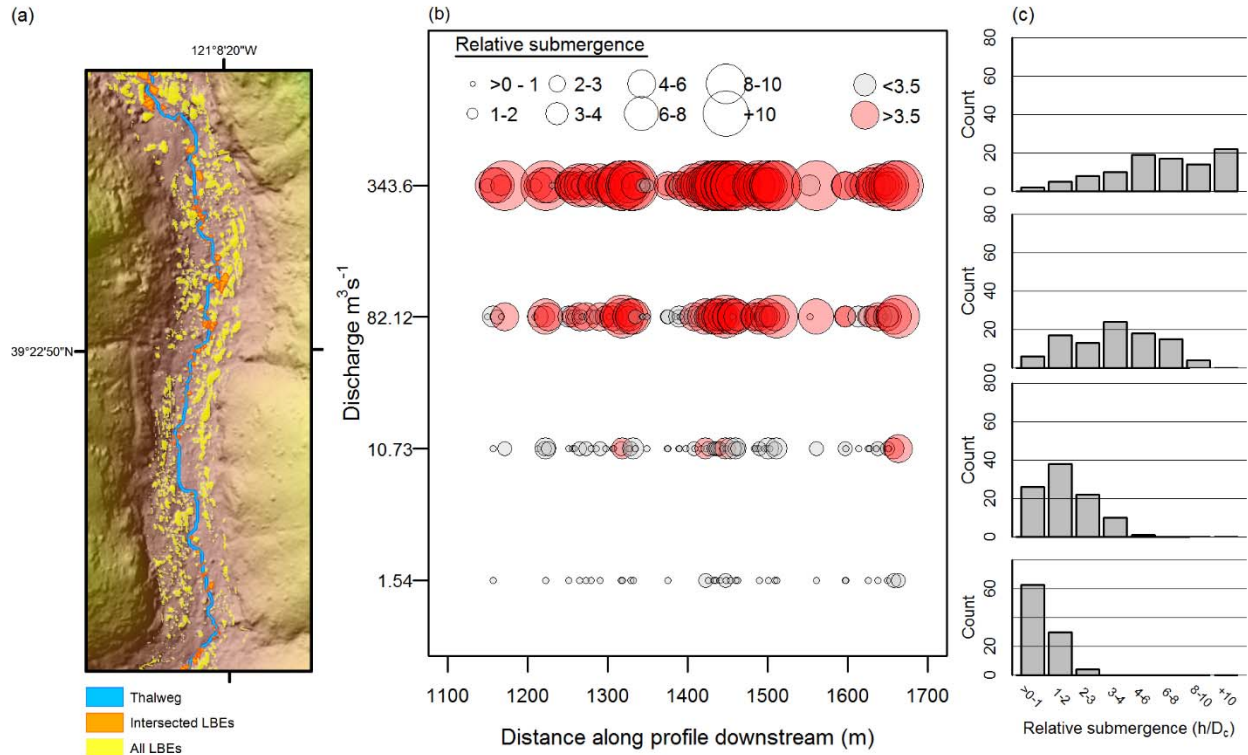 (a)
121°8'20"W
39°22'50"N
Thalweg
Intersected LBEs
All LBEs
(b)
Relative submergence
>0 - 1
2-3
4-6
8-10
<3.5
1-2
3-4
6-8
+10
>3.5
Discharge m³s⁻¹
343.6
82.12
10.73
1.54
1100
1200
1300
1400
1500
1600
1700
Distance along profile downstream (m)
(c)
Count
80
60
40
20
0
Count
80
60
40
20
0
Count
80
60
40
20
0
Count
60
20
0
>0-1
1-2
2-3
3-4
4-6
6-8
8-10
+10
Relative submergence (h/Dc)